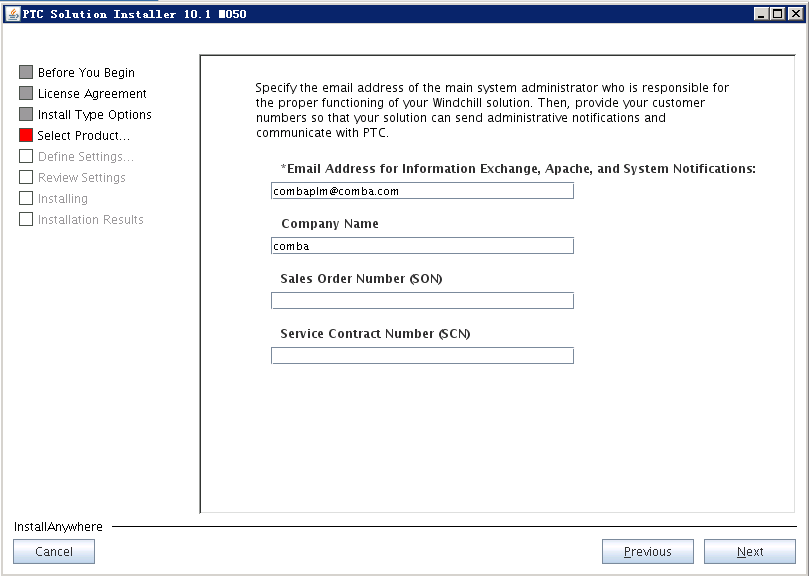 PTC Solution Installer 10.1 M050
Before You Begin
License Agreement
Install Type Options
Select Product...
Define Settings...
Review Settings
Installing
Installation Results
Specify the email address of the main system administrator who is responsible for
the proper functioning of your Windchill solution. Then, provide your customer
numbers so that your solution can send administrative notifications and
communicate with PTC.
*Email Address for Information Exchange, Apache, and System Notifications:
combaplm@comba.com
Company Name
comba
Sales Order Number (SON)
Service Contract Number (SCN)
InstallAnywhere
Cancel
Previous
Next